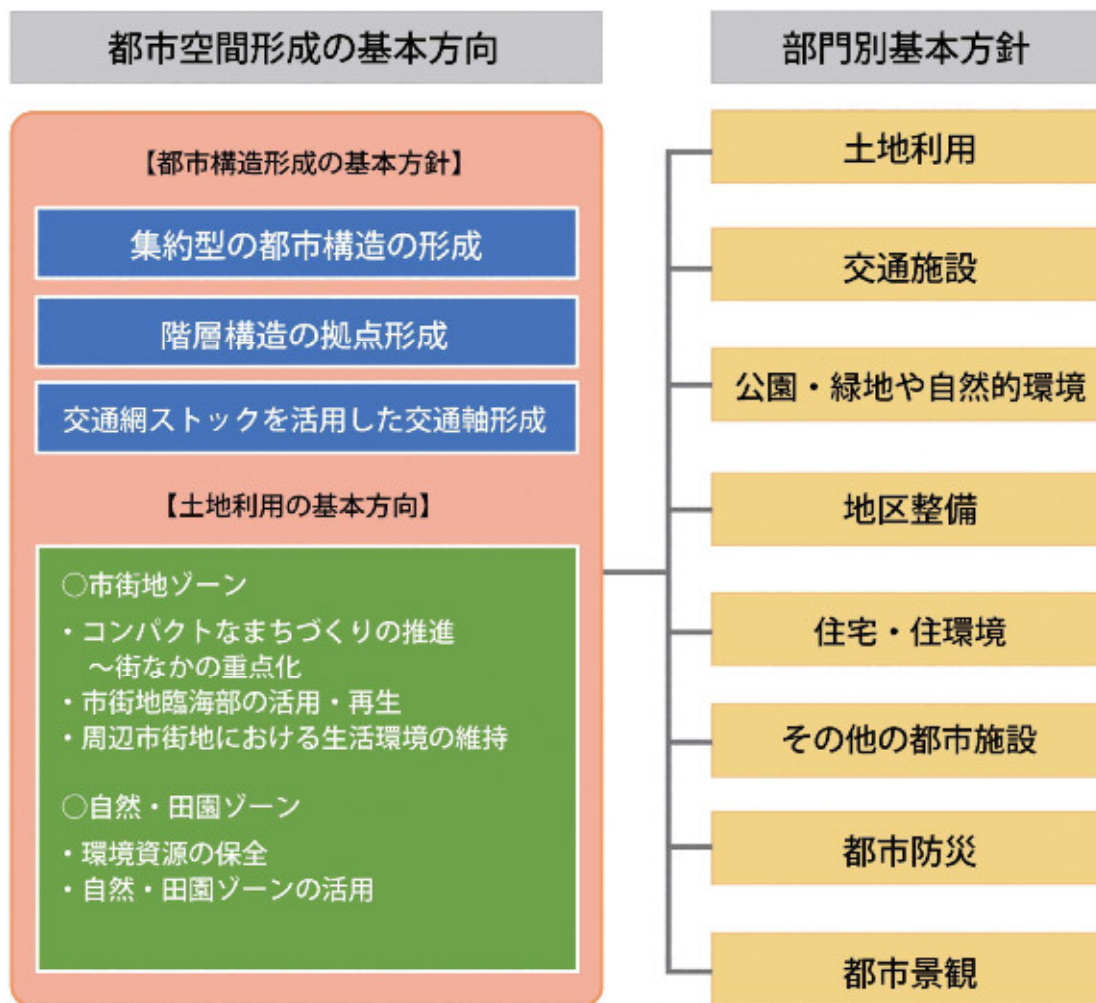 都市空間形成の基本方向
【都市構造形成の基本方針】
集約型の都市構造の形成
階層構造の拠点形成
交通網ストックを活用した交通軸形成
【土地利用の基本方向】
○市街地ゾーン
・コンパクトなまちづくりの推進
～街なかの重点化
・市街地臨海部の活用・再生
・周辺市街地における生活環境の維持
○自然・田園ゾーン
・環境資源の保全
・自然・田園ゾーンの活用
部門別基本方針
土地利用
交通施設
公園・緑地や自然的環境
地区整備
住宅・住環境
その他の都市施設
都市防災
都市景観